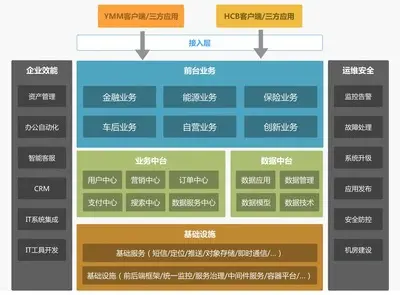 YMM客户端/三方应用
HCB客户端/三方应用
接入层
企业效能
资产管理
办公自动化
智能客服
CRM
IT系统集成
IT工具开发
前台业务
金融业务
能源业务
保险业务
车后业务
自营业务
创新业务
业务中台
用户中心
营销中心
订单中心
支付中心
搜索中心
数据服务中心
数据中台
数据应用
数据管理
数据模型
数据技术
基础设施
基础服务（短信/定位/推送/对象存储/即时通信/...）
基础设施（前后端框架/统一监控/服务治理/中间件服务/容器平台/...）
运维安全
监控告警
故障处理
系统升级
应用发布
安全防控
机房建设